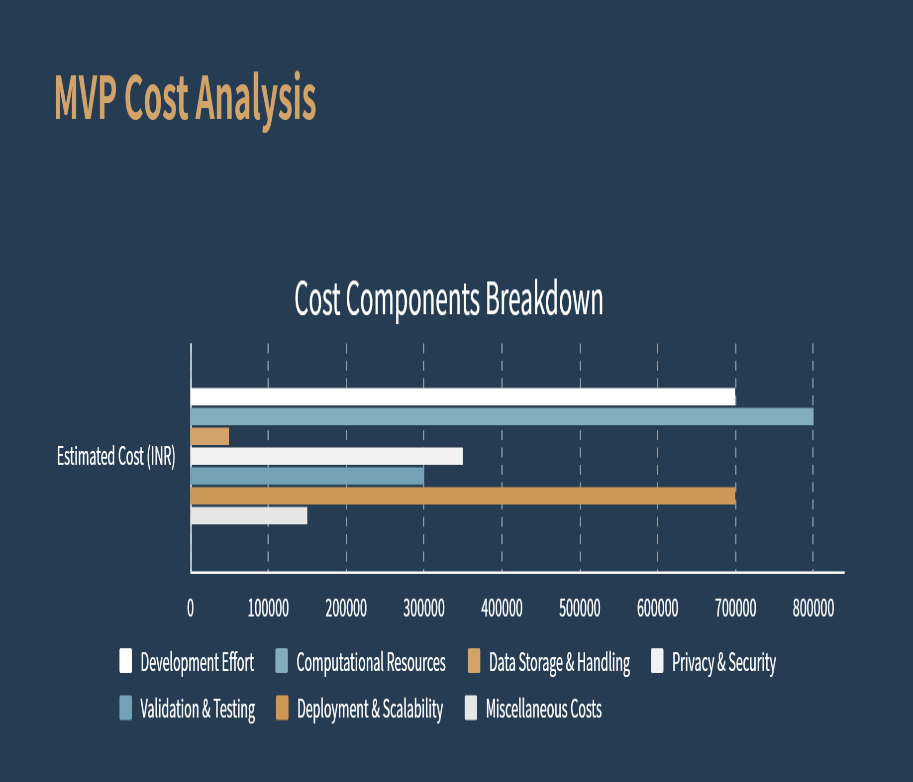 MVP Cost Analysis
Cost Components Breakdown
Estimated Cost (INR)
0 100000 200000 300000 400000 500000 600000 700000 800000
Development Effort Computational Resources Data Storage & Handling Privacy & Security
Validation & Testing Deployment & Scalability Miscellaneous Costs